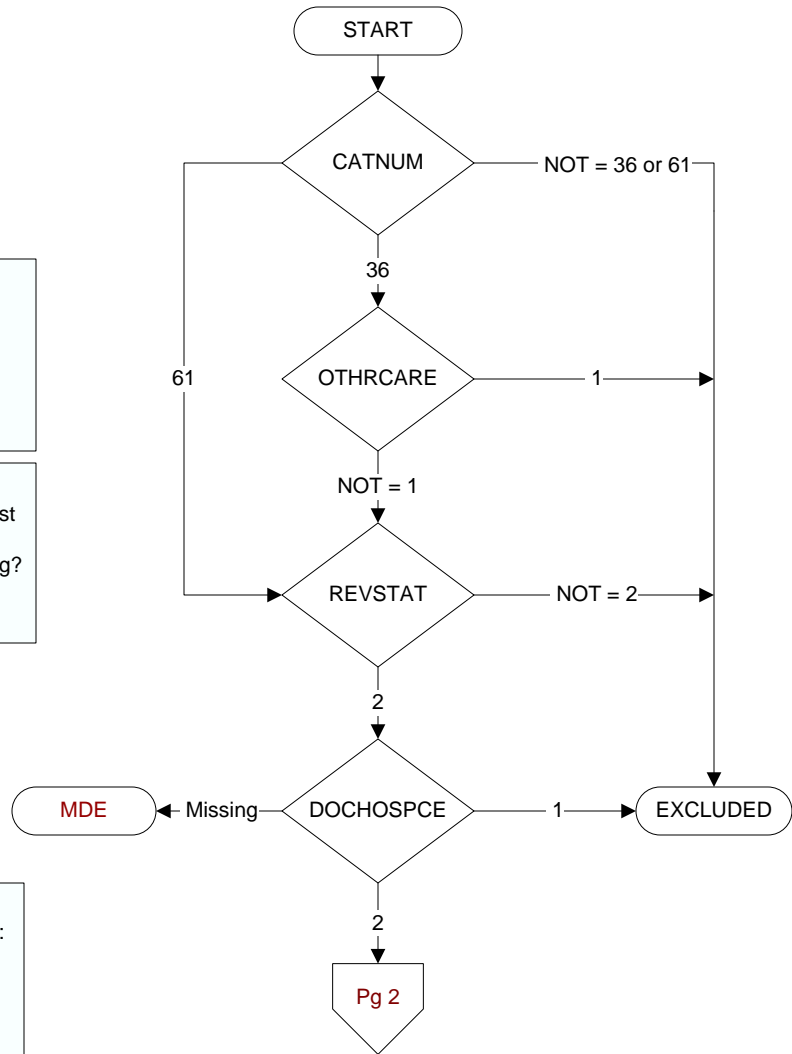 START
CATNUM
NOT = 36 or 61
36
61
OTHRCARE
1
NOT = 1
st
g?
REVSTAT
NOT = 2
2
MDE
Missing
DOCHOSPCE
1
EXCLUDED
:
2
Pg 2